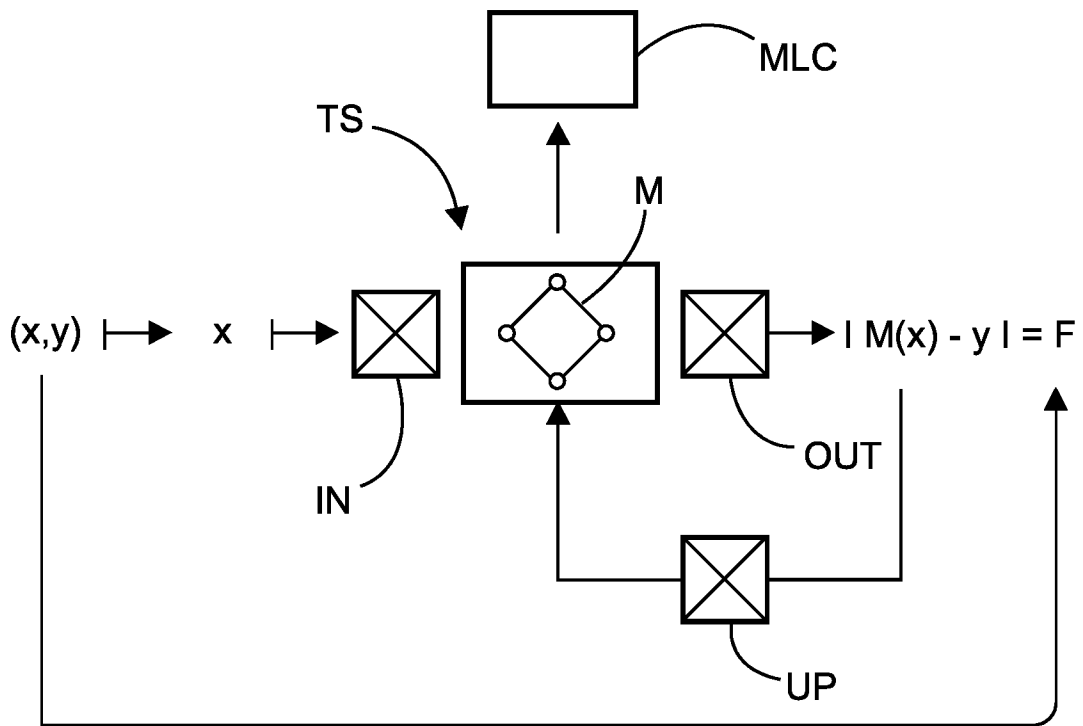 MLC
TS
M
(x,y) x | M(x) - y | = F
OUT
IN
UP